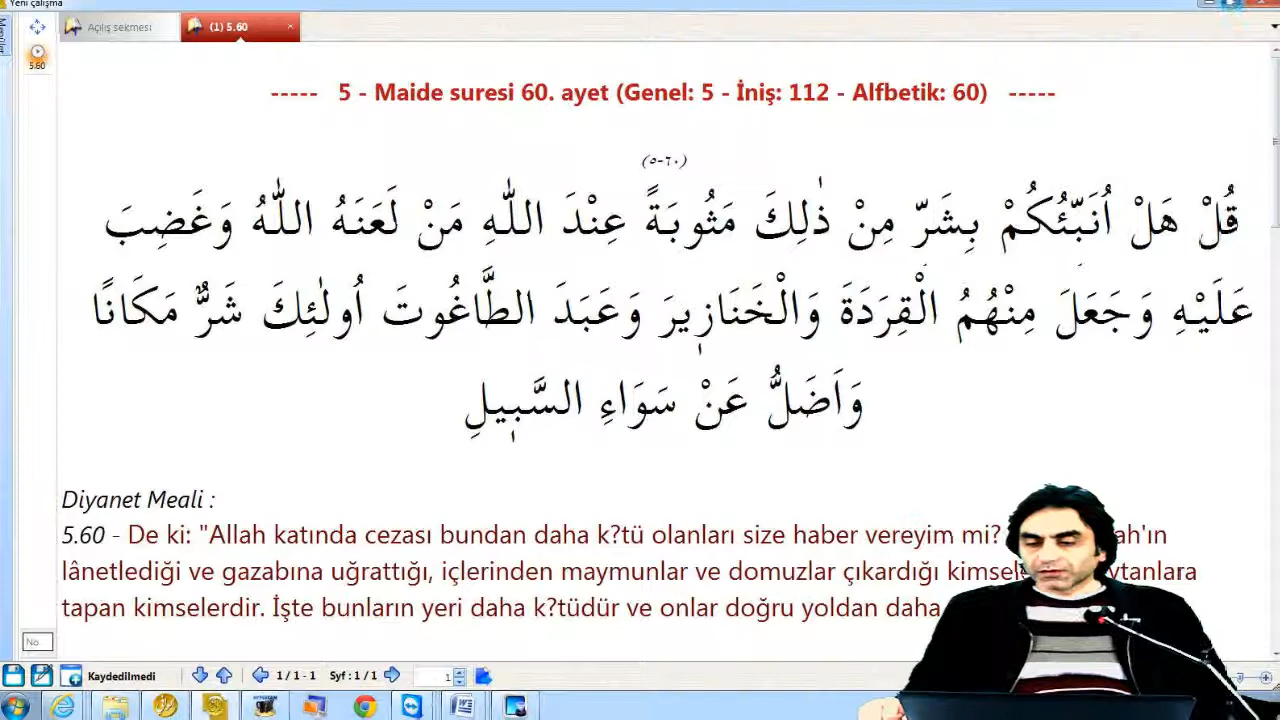 Yeni çalışma
Açılış sekmesi
(1) 5.60
5.60
----- 5 - Maide suresi 60. ayet (Genel: 5 - İniş: 112 - Alfbetik: 60) -----
(٥-٦٠)
قُلْ هَلْ اُنَبِّئُكُمْ بِشَرٍّ مِنْ ذٰلِكَ مَثُوبَةً عِنْدَ اللّٰهِ مَنْ لَعَنَهُ اللّٰهُ وَغَضِبَ
عَلَيْهِ وَجَعَلَ مِنْهُمُ الْقِرَدَةَ وَالْخَنَازٖيرَ وَعَبَدَ الطَّاغُوتَ اُولٰئِكَ شَرٌّ مَكَانًا
وَاَضَلُّ عَنْ سَوَاءِ السَّبٖيلِ
Diyanet Meali :
5.60 - De ki: "Allah katında cezası bundan daha k?tü olanları size haber vereyim mi? ah'ın
lânetlediği ve gazabına uğrattığı, içlerinden maymunlar ve domuzlar çıkardığı kimsel ytanlara
tapan kimselerdir. İşte bunların yeri daha k?tüdür ve onlar doğru yoldan daha
No
Kaydedilmedi
1 / 1 - 1
Syf : 1 / 1
1